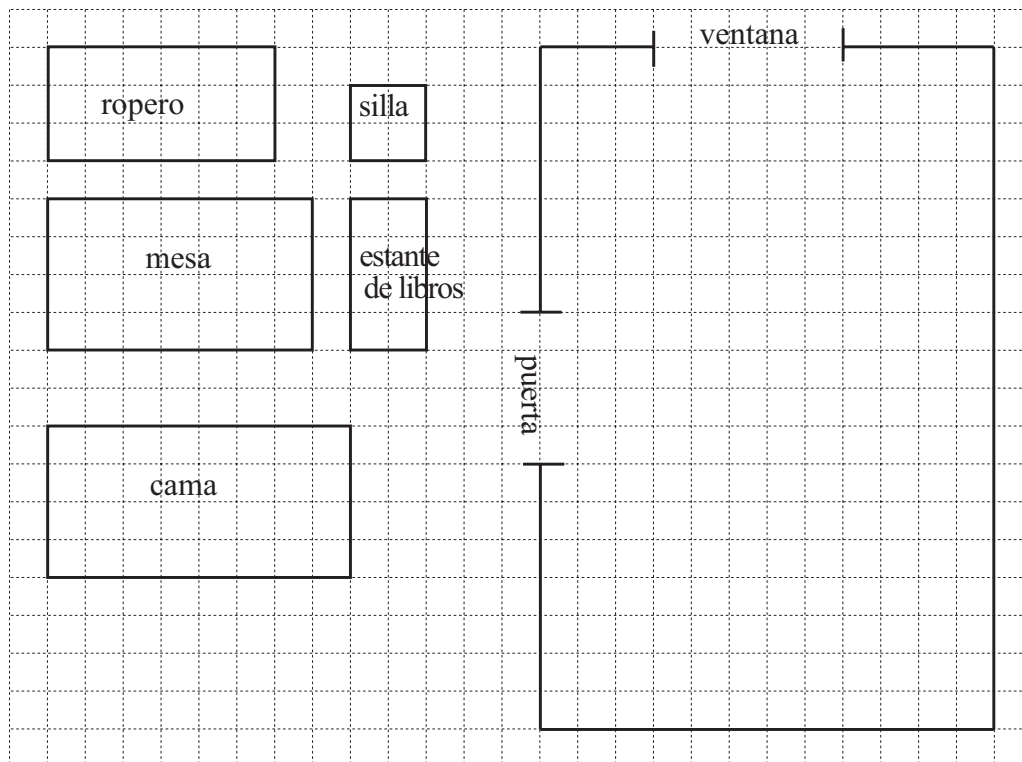 ventana
ropero
silla
mesa
estante
de libros
puerta
cama